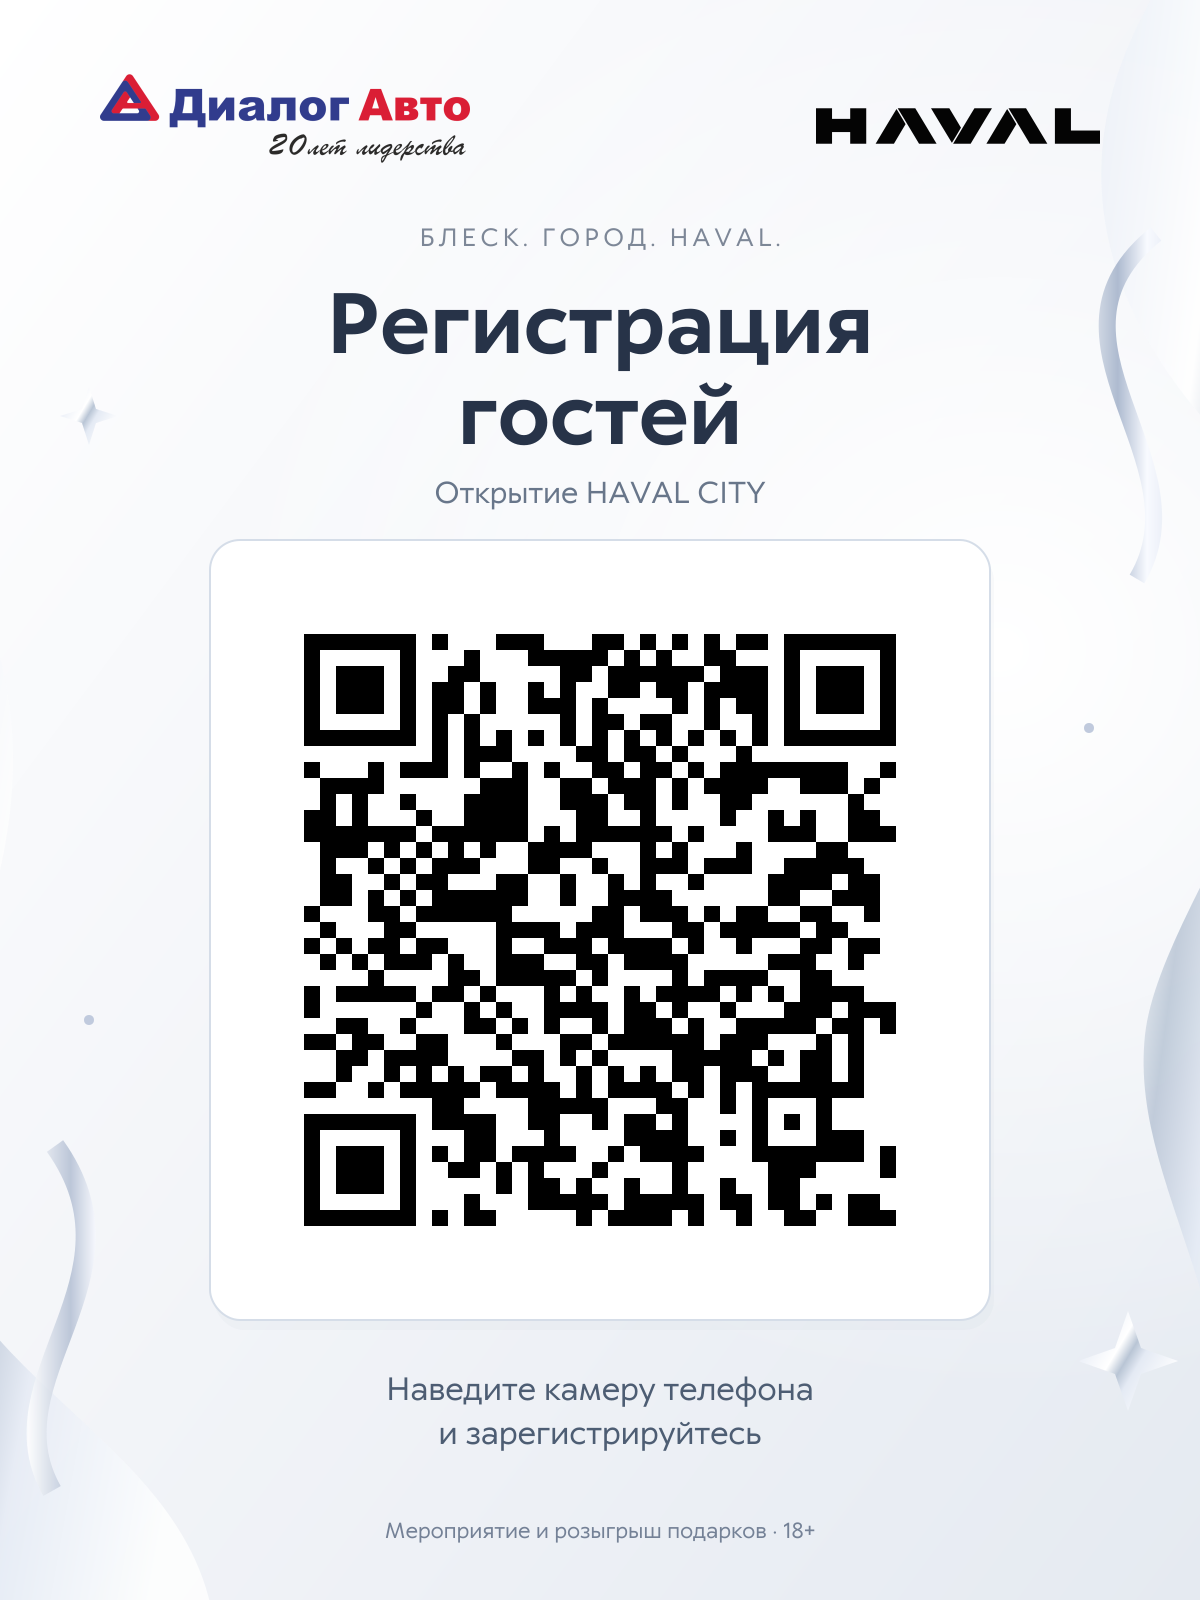 Диалог Авто
20 лет лидерства
HAVAL
БЛЕСК. ГОРОД. HAVAL.
Регистрация
гостей
Открытие HAVAL CITY
Наведите камеру телефона
и зарегистрируйтесь
Мероприятие и розыгрыш подарков · 18+